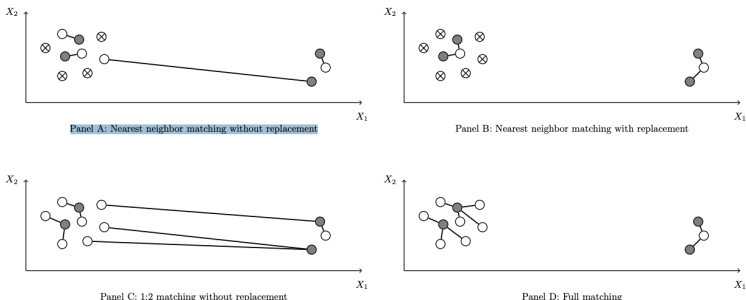 X₂
X₁
Panel A: Nearest neighbor matching without replacement
X₂
X₁
Panel B: Nearest neighbor matching with replacement
X₂
X₁
Panel C: 1:2 matching without replacement
X₂
X₁
Panel D: Full matching